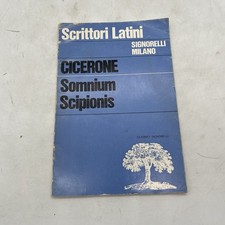 Scrittori Latini
SIGNORELLI
MILANO
CICERONE
Somnium
Scipionis